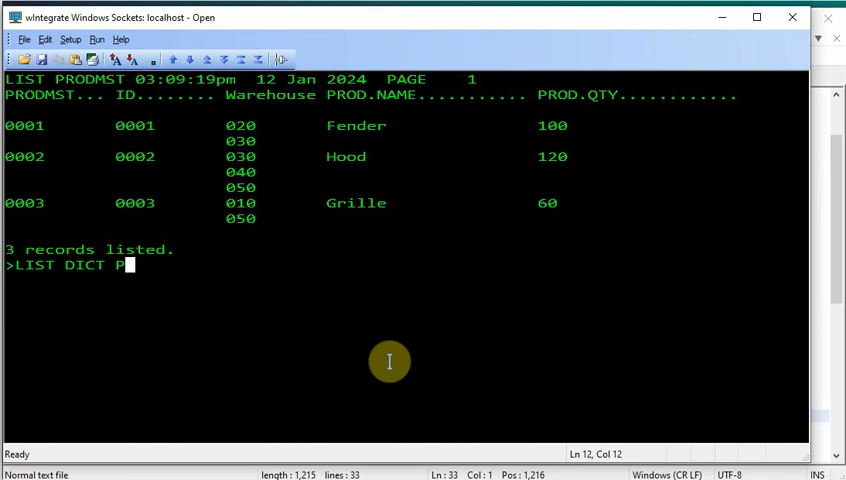 wIntegrate Windows Sockets: localhost - Open
File Edit Setup Run Help
LIST PRODMST 03:09:19pm 12 Jan 2024 PAGE 1
PRODMST... ID........ Warehouse PROD.NAME........... PROD.QTY............
0001 0001 020 Fender 100
030
0002 0002 030 Hood 120
040
050
0003 0003 010 Grille 60
050
3 records listed.
>LIST DICT P
Ready Ln 12, Col 12
Normal text file length : 1,215 lines : 33 Ln : 33 Col : 1 Pos : 1,216 Windows (CR LF) UTF-8 INS